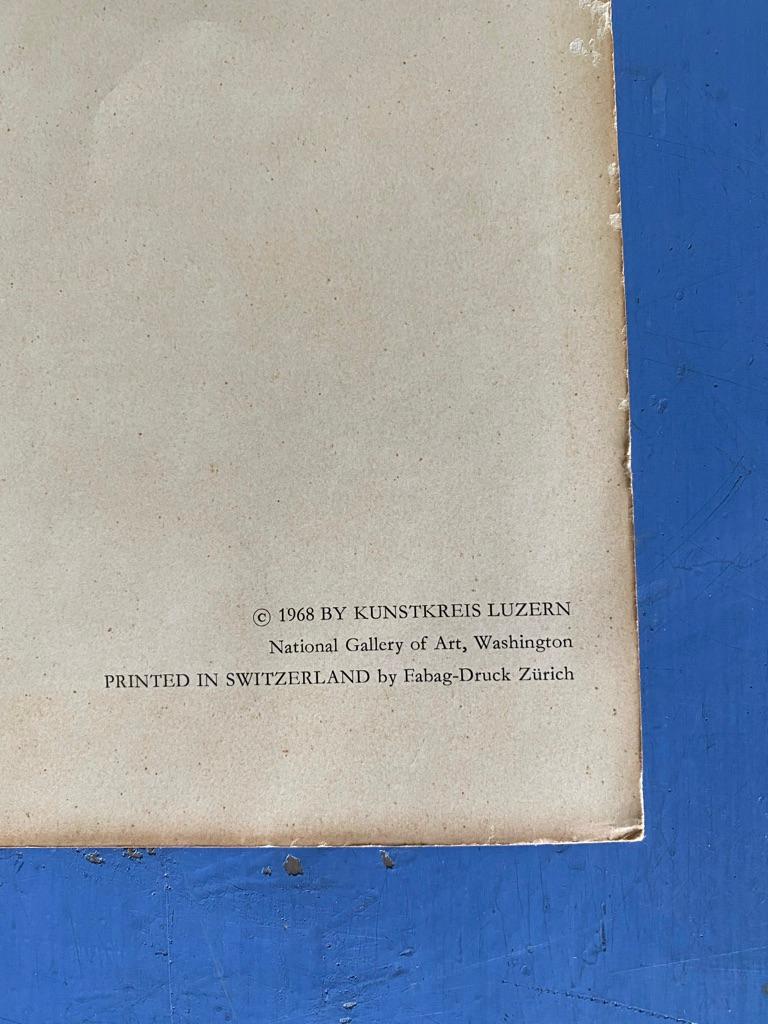 © 1968 BY KUNSTKREIS LUZERN
National Gallery of Art, Washington
PRINTED IN SWITZERLAND by Fabag-Druck Zürich